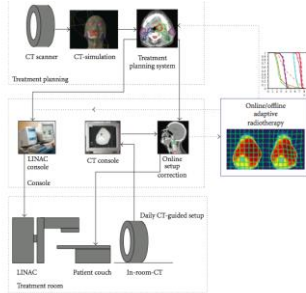 CT scanner
CT-simulation
Treatment
planning system
Treatment planning
Online/offline
adaptive
radiotherapy
LINAC
console
CT console
Online
setup
correction
Console
Daily CT-guided setup
LINAC
Patient couch
In-room-CT
Treatment room